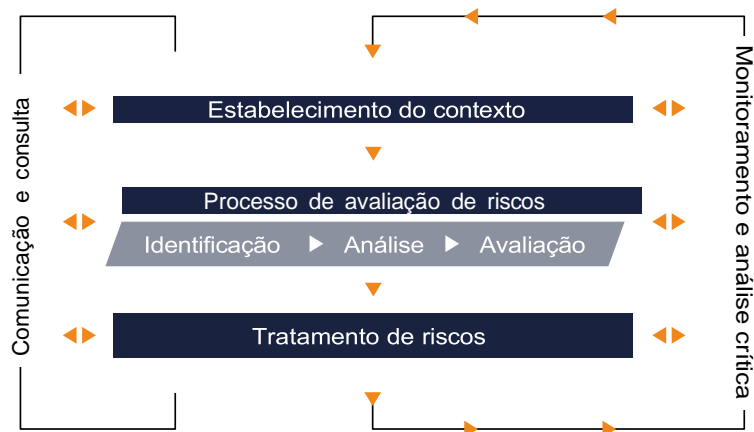 Comunicação e consulta
Estabelecimento do contexto
Processo de avaliação de riscos
Identificação Análise Avaliação
Tratamento de riscos
Monitoramento e análise crítica